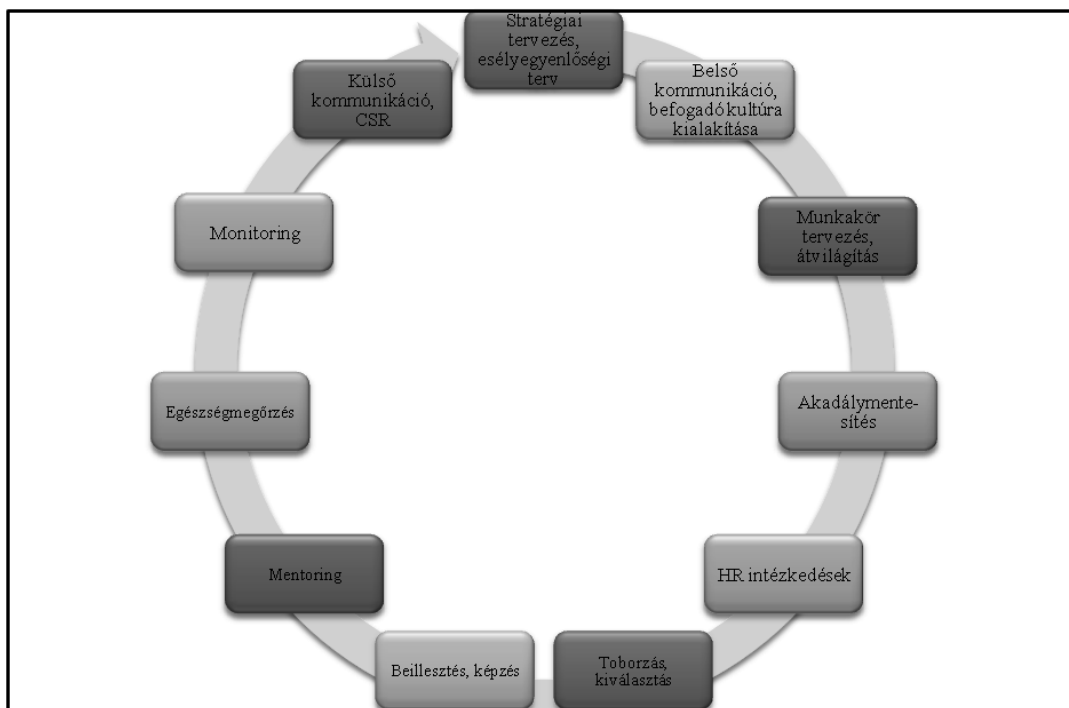 Stratégiai
tervezés,
esélyegyenlőségi
terv
Belső
kommunikáció,
befogadó kultúra
kialakítása
Munkakör
tervezés,
átvilágítás
Akadálymente-
sítés
HR intézkedések
Toborzás,
kiválasztás
Beillesztés, képzés
Mentoring
Egészségmegőrzés
Monitoring
Külső
kommunikáció,
CSR